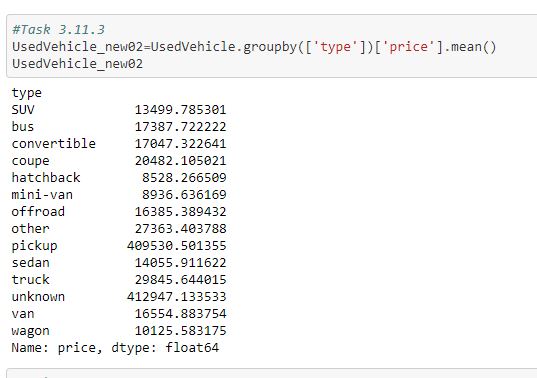 #Task 3.11.3
UsedVehicle_new02=UsedVehicle.groupby(['type'])['price'].mean()
UsedVehicle_new02
type
SUV 13499.785301
bus 17387.722222
convertible 17047.322641
coupe 20482.105021
hatchback 8528.266509
mini-van 8936.636169
offroad 16385.389432
other 27363.403788
pickup 409530.501355
sedan 14055.911622
truck 29845.644015
unknown 412947.133533
van 16554.883754
wagon 10125.583175
Name: price, dtype: float64